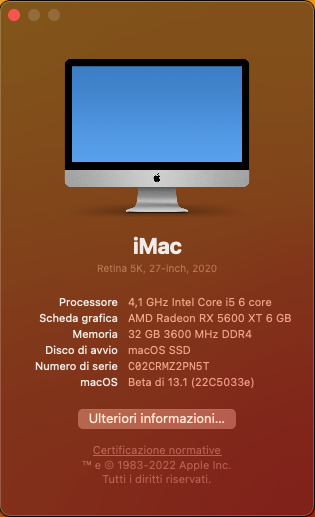 iMac
Retina 5K, 27-inch, 2020
Processore 4,1 GHz Intel Core i5 6 core
Scheda grafica AMD Radeon RX 5600 XT 6 GB
Memoria 32 GB 3600 MHz DDR4
Disco di avvio macOS SSD
Numero di serie C02CRMZ2PN5T
macOS Beta di 13.1 (22C5033e)
Ulteriori informazioni...
Certificazione normative
™ e © 1983-2022 Apple Inc.
Tutti i diritti riservati.